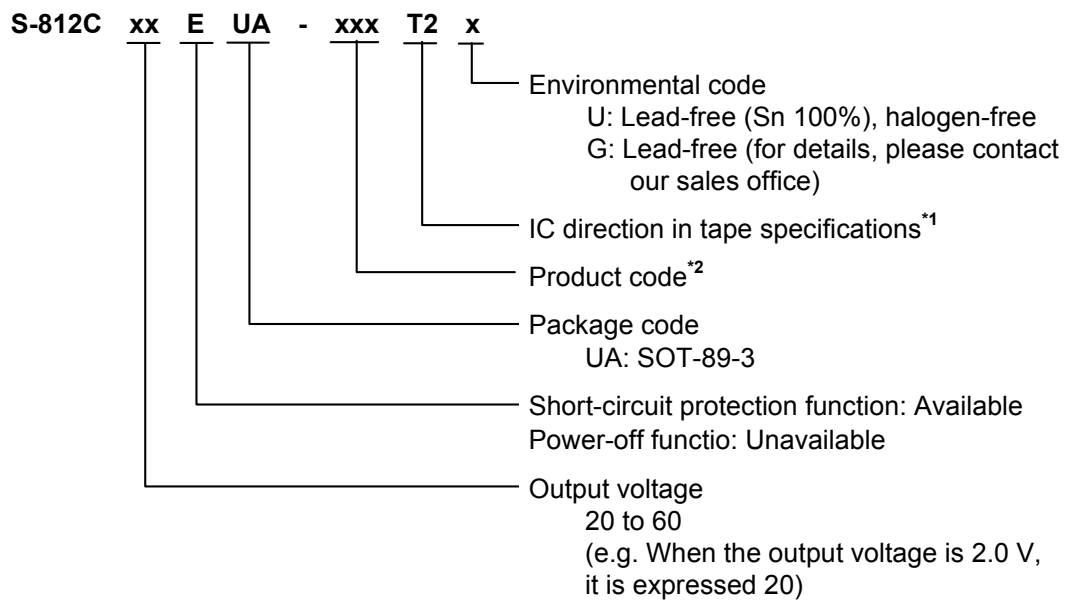 S-812C xx E UA - xxx T2 x
Environmental code
U: Lead-free (Sn 100%), halogen-free
G: Lead-free (for details, please contact
our sales office)
IC direction in tape specifications*1
Product code*2
Package code
UA: SOT-89-3
Short-circuit protection function: Available
Power-off functio: Unavailable
Output voltage
20 to 60
(e.g. When the output voltage is 2.0 V,
it is expressed 20)